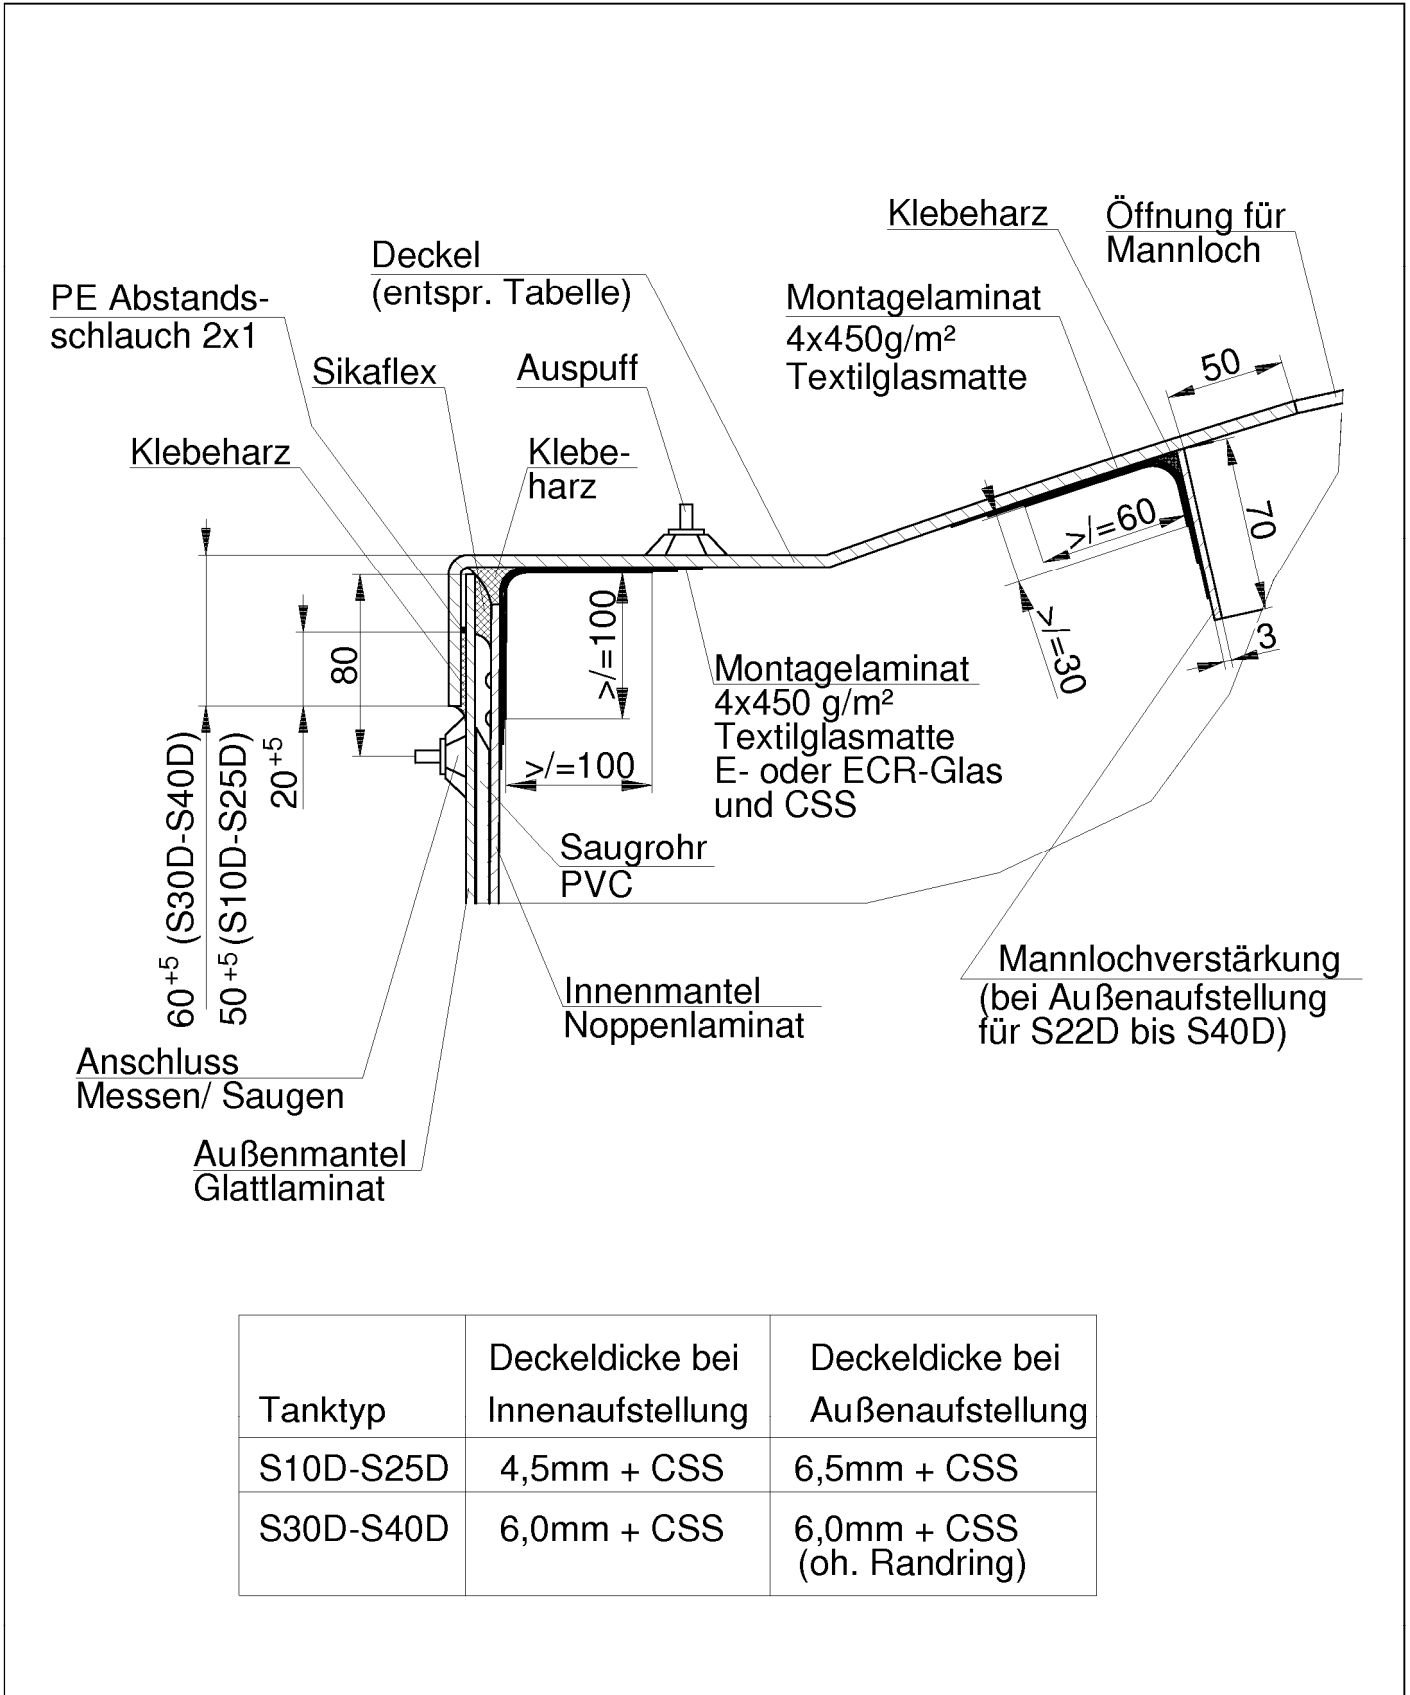 Klebeharz
Öffnung für
Mannloch
Deckel
(entspr. Tabelle)
PE Abstands-
schlauch 2x1
Montagelaminat
4x450g/m²
Textilglasmatte
Sikaflex
Auspuff
50
Klebeharz
Klebe-
harz
>/=60
70
>/=100
80
>/=30
3
Montagelaminat
4x450 g/m²
Textilglasmatte
E- oder ECR-Glas
und CSS
>/=100
20+5
60+5 (S30D-S40D)
50+5 (S10D-S25D)
Saugrohr
PVC
Mannlochverstärkung
(bei Außenaufstellung
für S22D bis S40D)
Innenmantel
Noppenlaminat
Anschluss
Messen/ Saugen
Außenmantel
Glattlaminat
Deckeldicke bei Deckeldicke bei
Tanktyp Innenaufstellung Außenaufstellung
S10D-S25D 4,5mm + CSS 6,5mm + CSS
S30D-S40D 6,0mm + CSS 6,0mm + CSS
(oh. Randring)